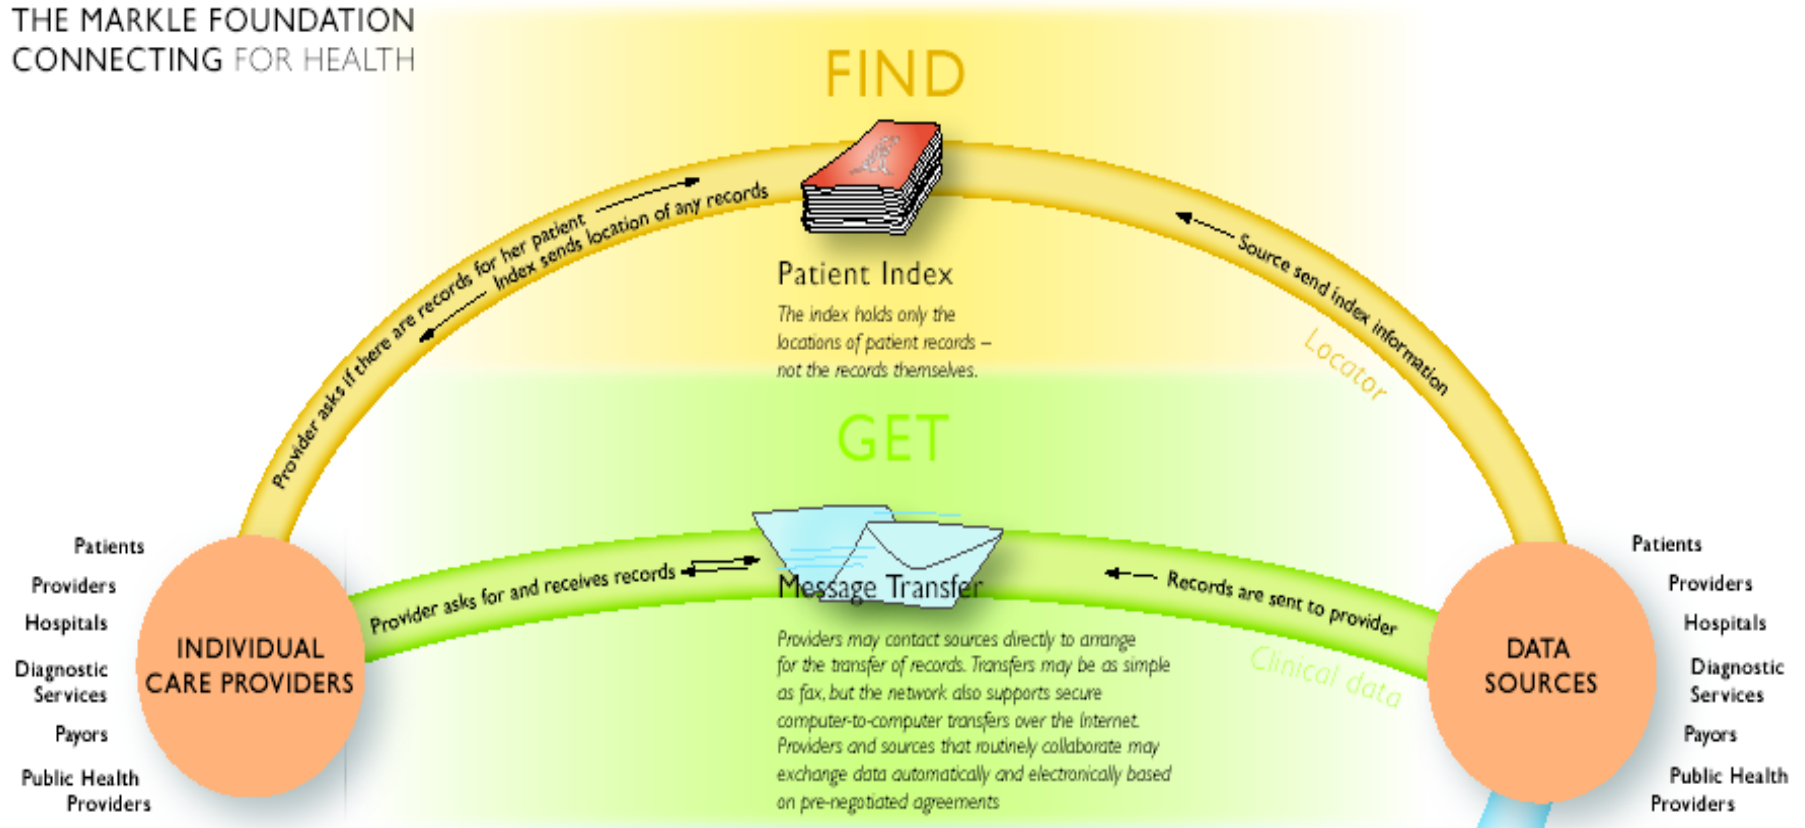 THE MARKLE FOUNDATION
CONNECTING FOR HEALTH
FIND
Provider asks if there are records for her patient
Index sends location of any records
Source send index information
Locator
Patient Index
The index holds only the
locations of patient records –
not the records themselves.
GET
Provider asks for and receives records
Message Transfer
Records are sent to provider
Clinical data
Providers may contact sources directly to arrange
for the transfer of records. Transfers may be as simple
as fax, but the network also supports secure
computer-to-computer transfers over the Internet.
Providers and sources that routinely collaborate may
exchange data automatically and electronically based
on pre-negotiated agreements
Patients
Providers
Hospitals
Diagnostic
Services
Payors
Public Health
Providers
INDIVIDUAL
CARE PROVIDERS
DATA
SOURCES
Patients
Providers
Hospitals
Diagnostic
Services
Payors
Public Health
Providers